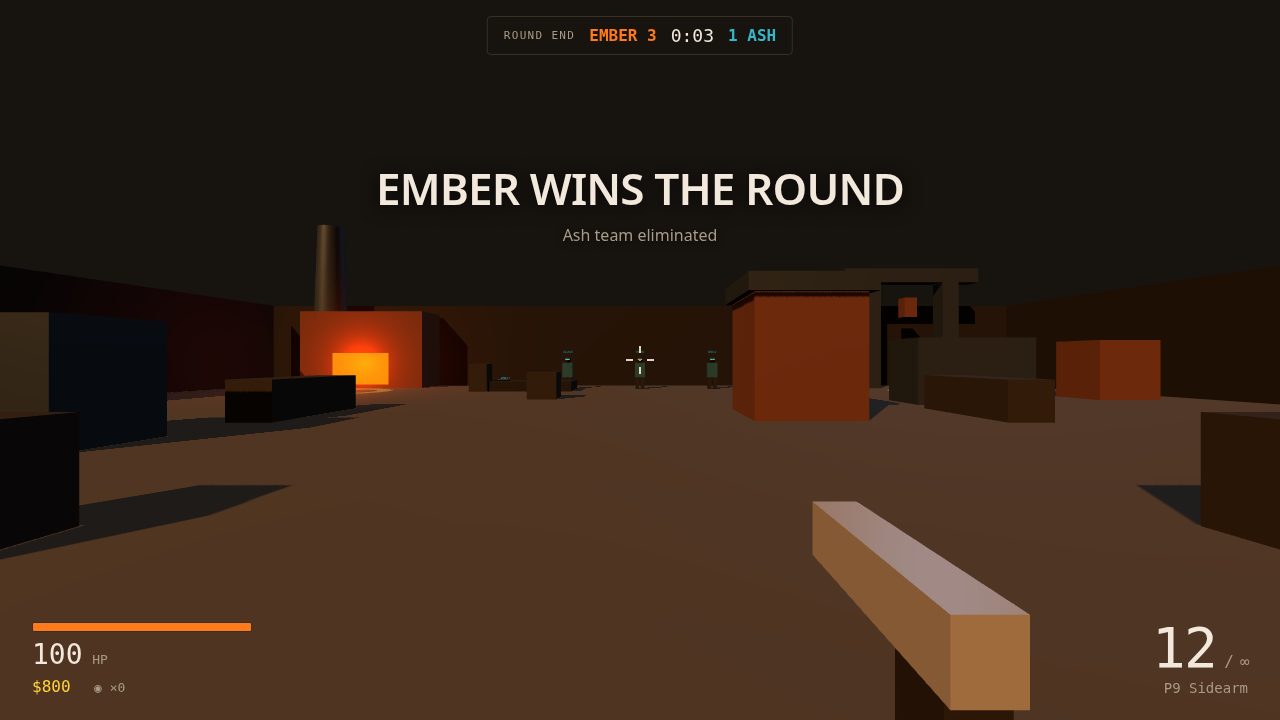 ROUND END EMBER 3 0:03 1 ASH
EMBER WINS THE ROUND
Ash team eliminated
100 HP
$800 ◉ ×0
12 / ∞
P9 Sidearm